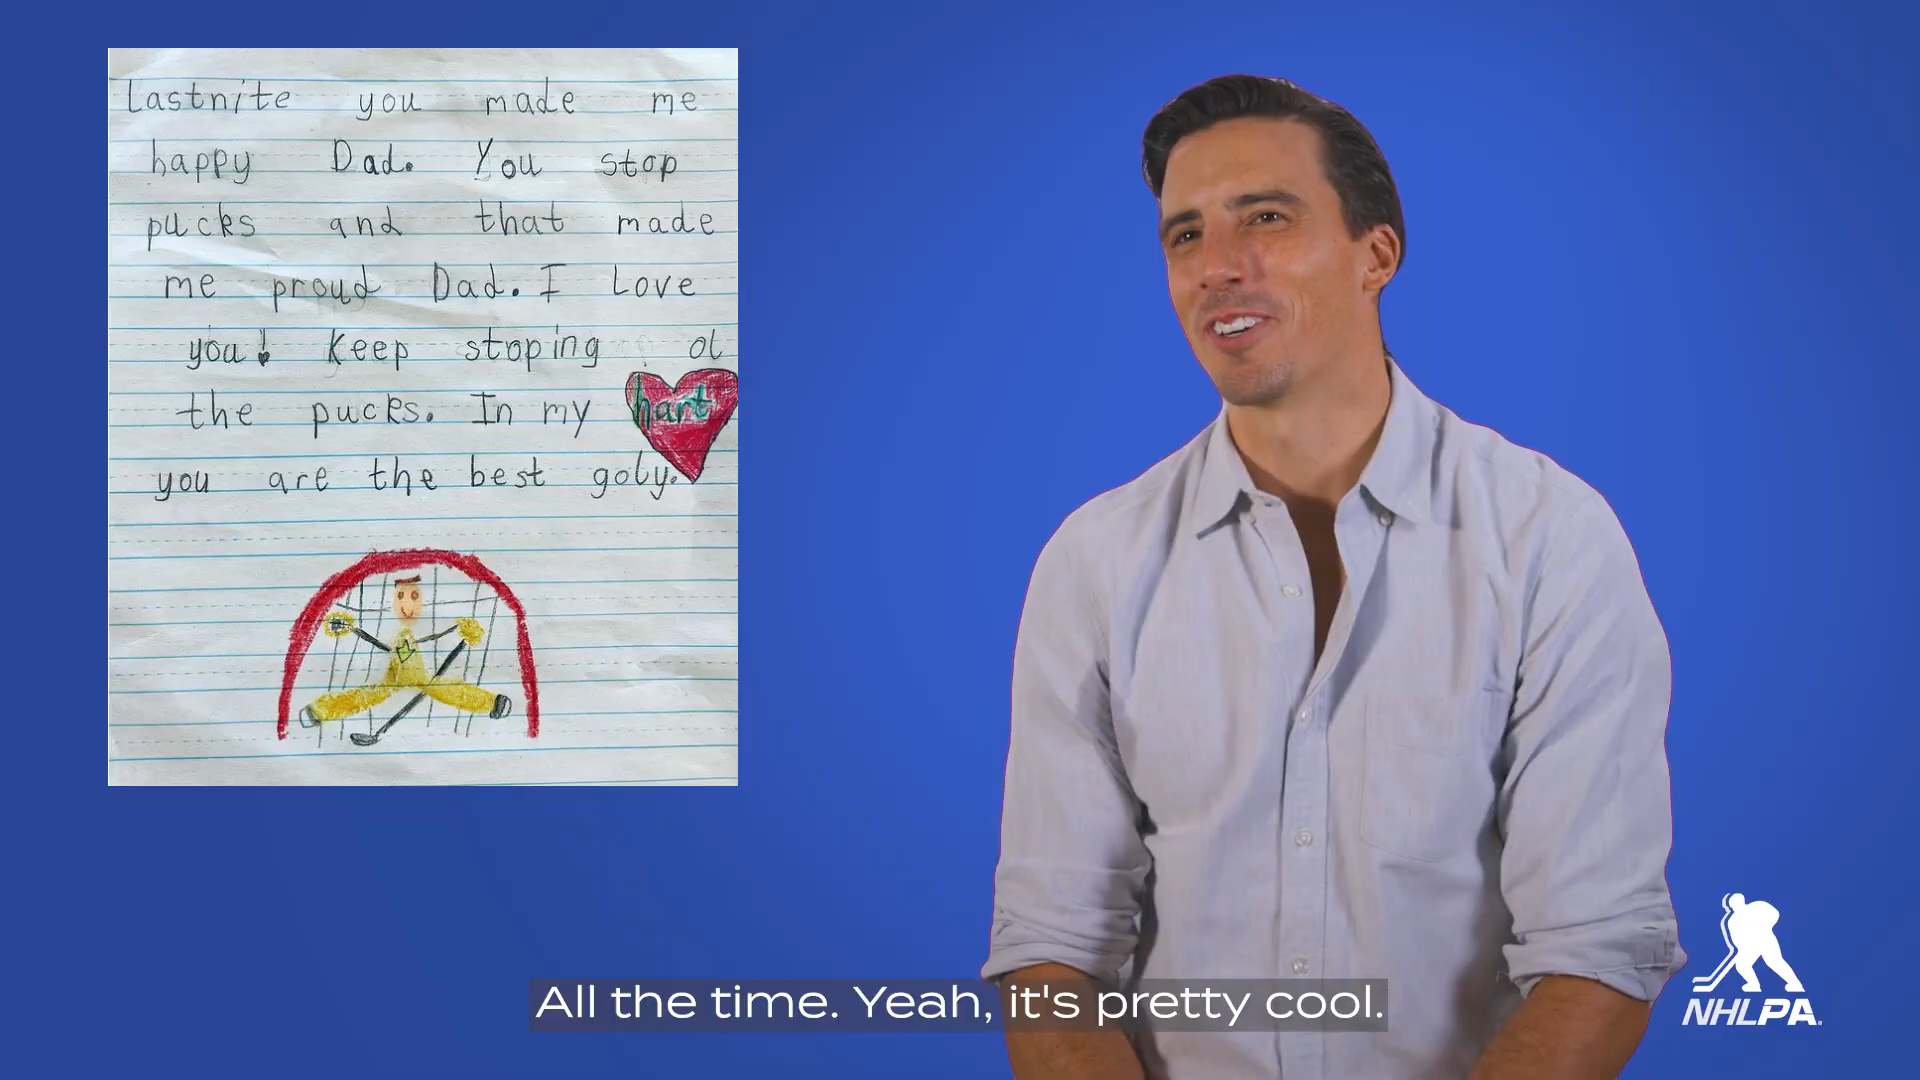 Lastnite you made me
happy Dad. You stop
pucks and that made
me proud Dad. I Love
you! Keep stoping ol
the pucks. In my hart
you are the best goly.
All the time. Yeah, it's pretty cool.
NHLPA.